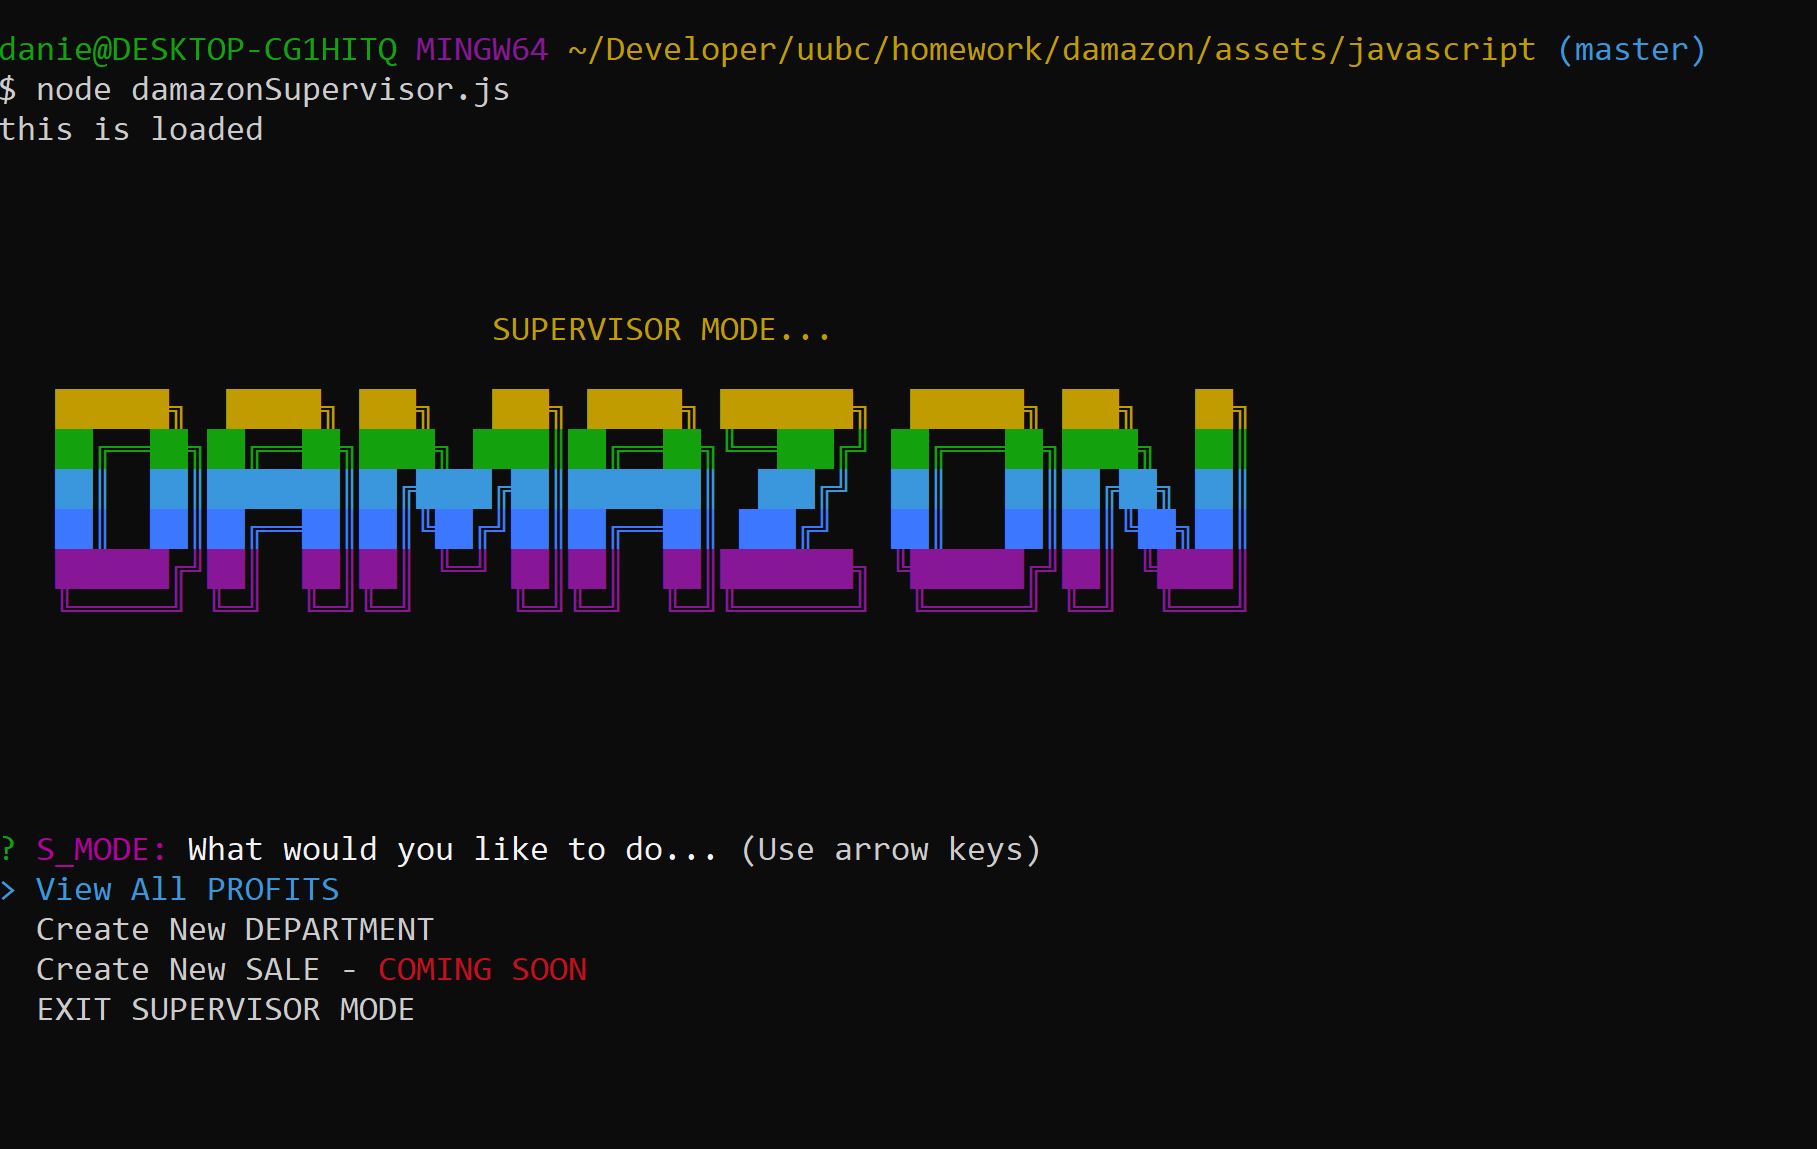 danie@DESKTOP-CG1HITQ MINGW64 ~/Developer/uubc/homework/damazon/assets/javascript (master)
$ node damazonSupervisor.js
this is loaded
SUPERVISOR MODE...
DAMAZON
? S_MODE: What would you like to do... (Use arrow keys)
> View All PROFITS
Create New DEPARTMENT
Create New SALE - COMING SOON
EXIT SUPERVISOR MODE